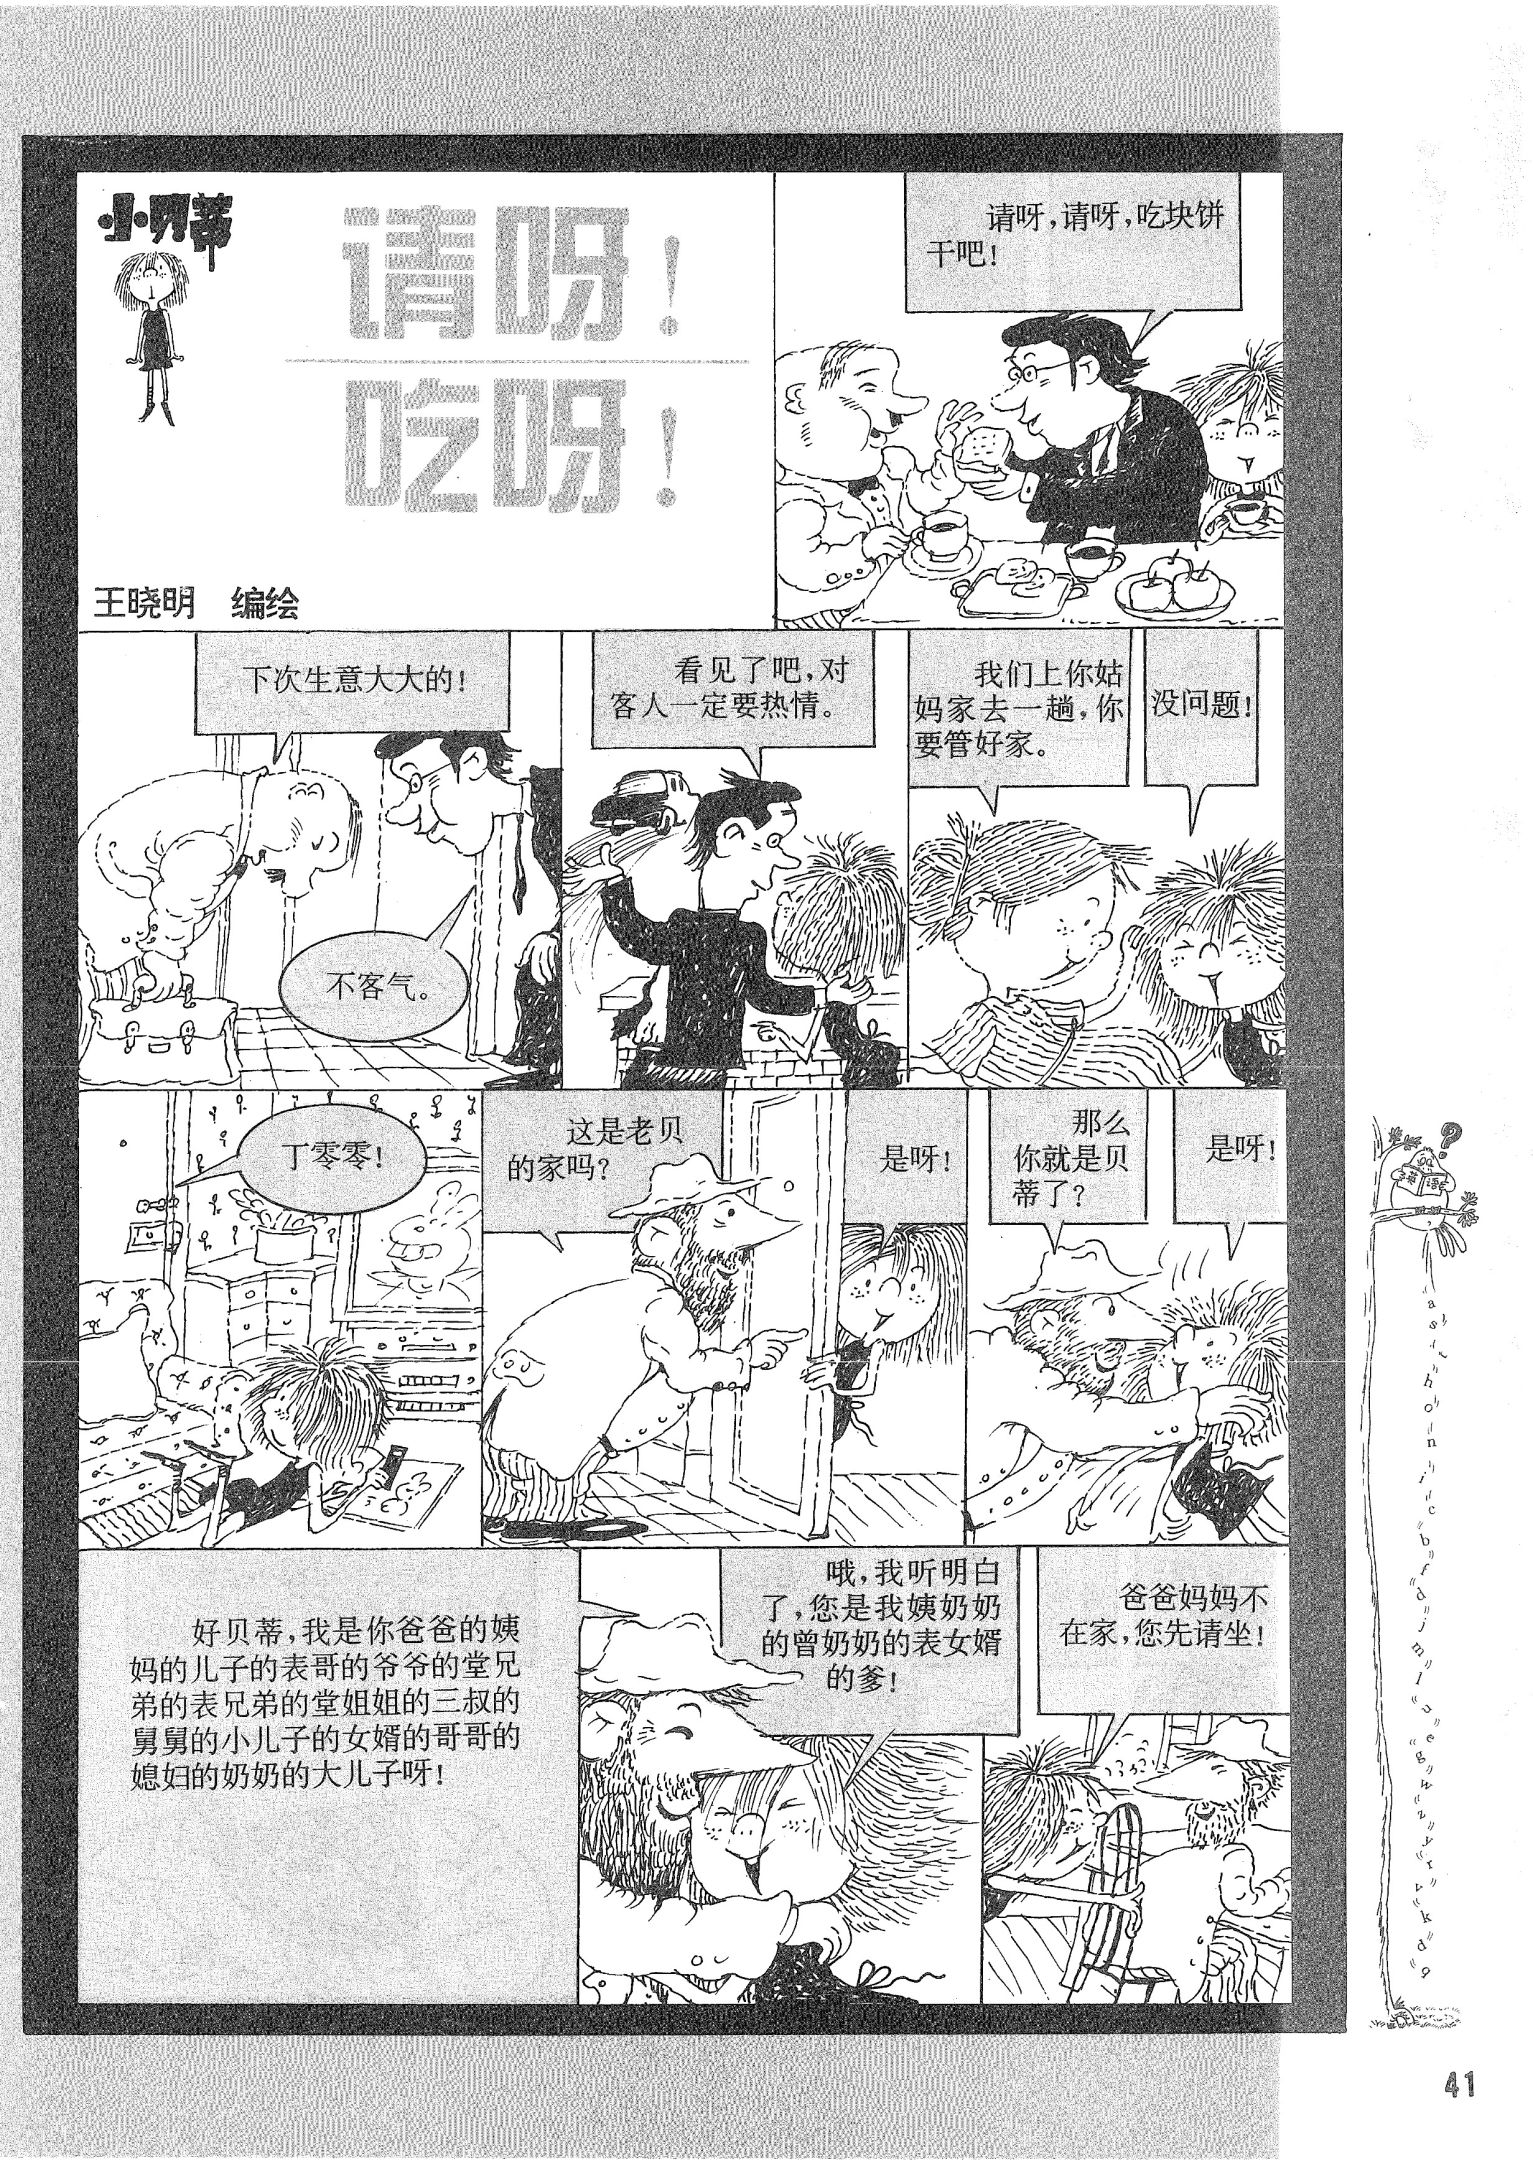 小贝蒂
请呀!
吃呀!
王晓明 编绘
请呀,请呀,吃块饼
干吧!
下次生意大大的!
不客气。
看见了吧,对
客人一定要热情。
我们上你姑
妈家去一趟,你
要管好家。
没问题!
丁零零!
这是老贝
的家吗?
是呀!
那么
你就是贝
蒂了?
是呀!
好贝蒂,我是你爸爸的姨
妈的儿子的表哥的爷爷的堂兄
弟的表兄弟的堂姐姐的三叔的
舅舅的小儿子的女婿的哥哥的
媳妇的奶奶的大儿子呀!
哦,我听明白
了,您是我姨奶奶
的曾奶奶的表女婿
的爹!
爸爸妈妈不
在家,您先请坐!
?
英语
41